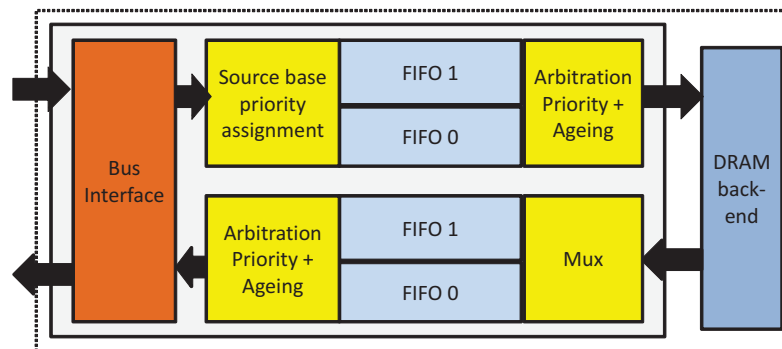 Bus
Interface
Source base
priority
assignment
FIFO 1
FIFO 0
Arbitration
Priority +
Ageing
Arbitration
Priority +
Ageing
FIFO 1
FIFO 0
Mux
DRAM
back-
end